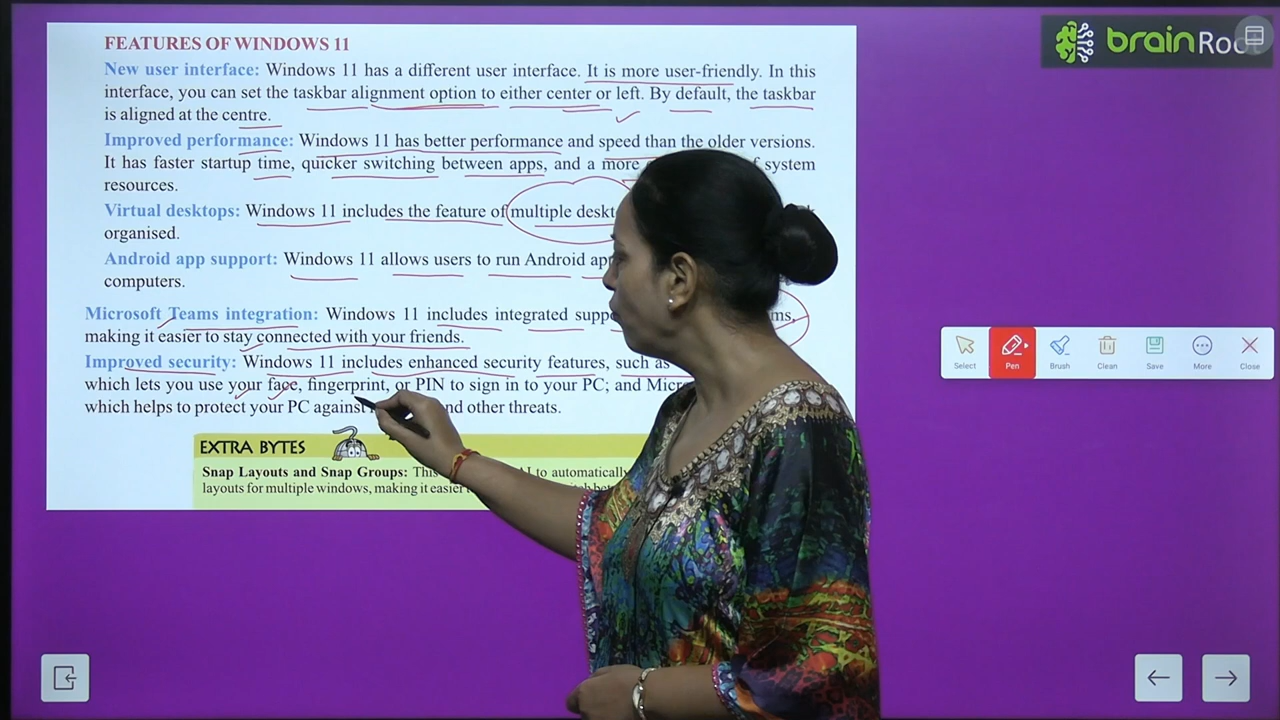 FEATURES OF WINDOWS 11
New user interface: Windows 11 has a different user interface. It is more user-friendly. In this
interface, you can set the taskbar alignment option to either center or left. By default, the taskbar
is aligned at the centre.
Improved performance: Windows 11 has better performance and speed than the older versions.
It has faster startup time, quicker switching between apps, and a more system
resources.
Virtual desktops: Windows 11 includes the feature of multiple
organised.
Android app support: Windows 11 allows users to run Android
computers.
Microsoft Teams integration: Windows 11 includes integrated
making it easier to stay connected with your friends.
Improved security: Windows 11 includes enhanced security features, such as
which lets you use your face, fingerprint, or PIN to sign in to your PC; and
which helps to protect your PC against other threats.
EXTRA BYTES
Snap Layouts and Snap Groups: to automatically
layouts for multiple windows, making it easier
brain
Select
Pen
Brush
Clean
Save
More
Close